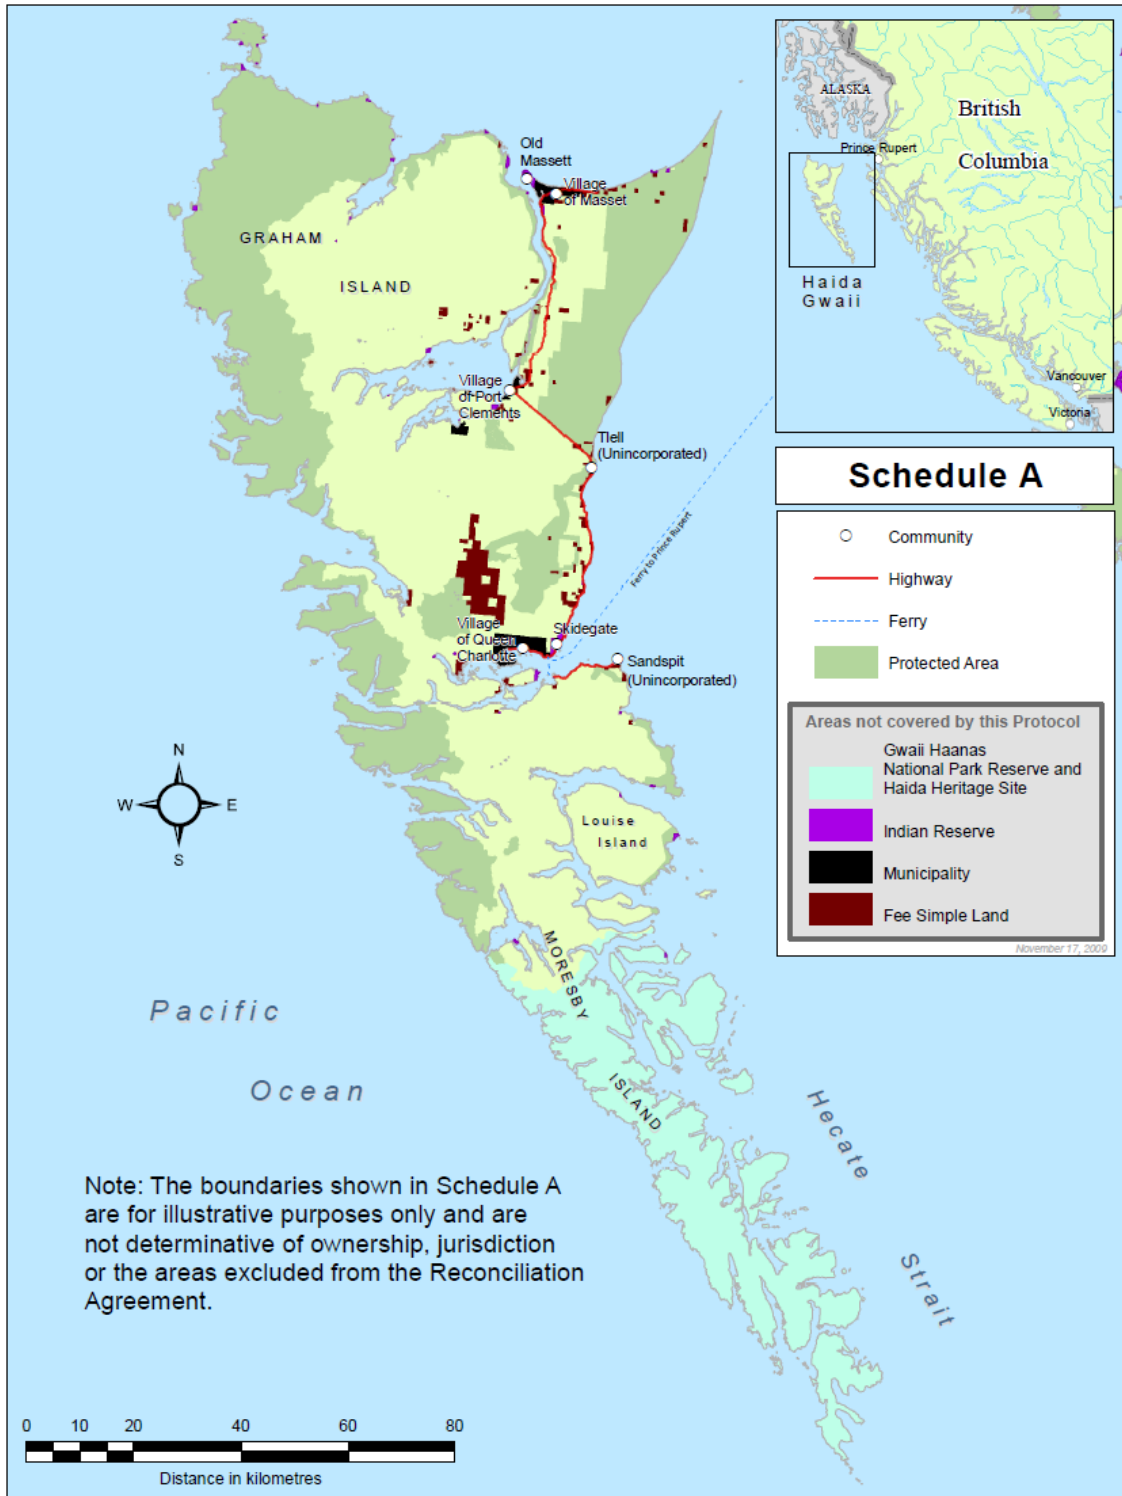 Old
Massett
Village
of Masset
GRAHAM
ISLAND
Village
of Port
Clements
Tlell
(Unincorporated)
Ferry to Prince Rupert
Village
of Queen
Charlotte
Skidegate
Sandspit
(Unincorporated)
N
W
E
S
Louise
Island
MORESBY
ISLAND
Pacific
Ocean
Hecate
Strait
Note: The boundaries shown in Schedule A
are for illustrative purposes only and are
not determinative of ownership, jurisdiction
or the areas excluded from the Reconciliation
Agreement.
0 10 20 40 60 80
Distance in kilometres
ALASKA
British
Columbia
Prince Rupert
Haida
Gwaii
Vancouver
Victoria
Schedule A
Community
Highway
Ferry
Protected Area
Areas not covered by this Protocol
Gwaii Haanas
National Park Reserve and
Haida Heritage Site
Indian Reserve
Municipality
Fee Simple Land
November 17, 2009